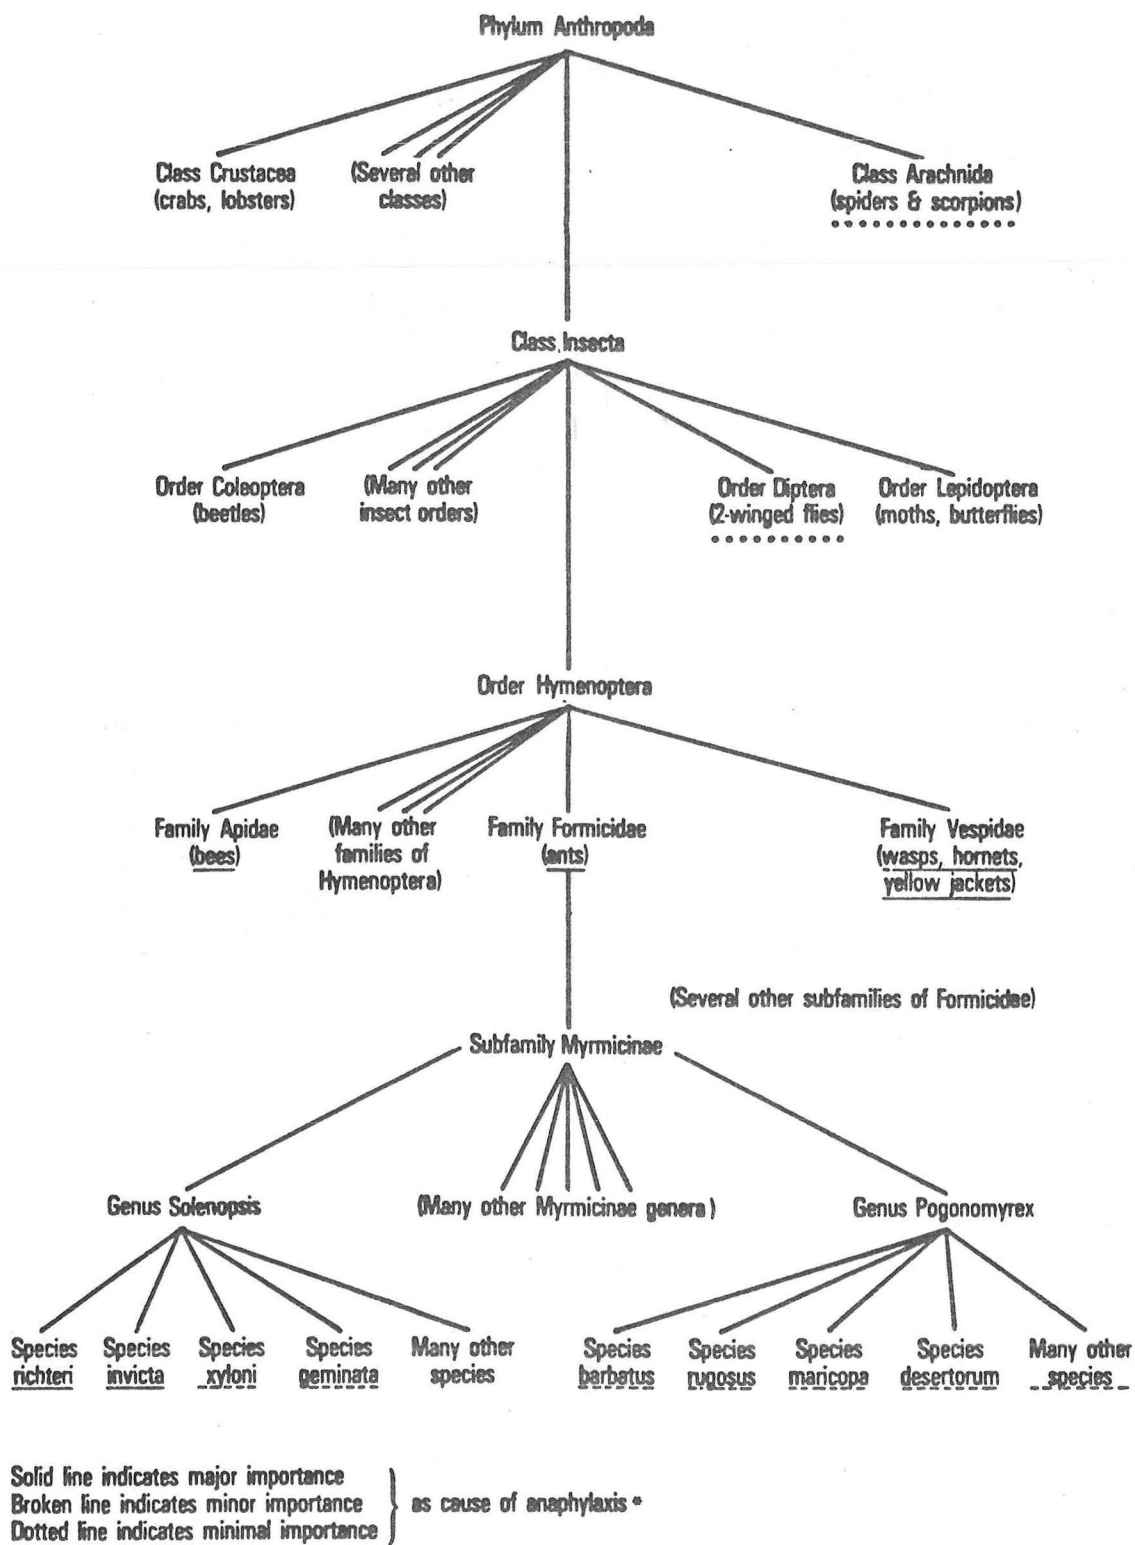 Phylum Anthropoda
Class Crustacea
(crabs, lobsters)
(Several other
classes)
Class Arachnida
(spiders & scorpions)
Class Insecta
Order Coleoptera
(beetles)
(Many other
insect orders)
Order Diptera
(2-winged flies)
Order Lepidoptera
(moths, butterflies)
Order Hymenoptera
Family Apidae
(bees)
(Many other
families of
Hymenoptera)
Family Formicidae
(ants)
Family Vespidae
(wasps, hornets,
yellow jackets)
(Several other subfamilies of Formicidae)
Subfamily Myrmicinae
Genus Solenopsis
(Many other Myrmicinae genera)
Genus Pogonomyrex
Species
richteri
Species
invicta
Species
xyloni
Species
geminata
Many other
species
Species
barbatus
Species
rugosus
Species
maricopa
Species
desertorum
Many other
species
Solid line indicates major importance
Broken line indicates minor importance
Dotted line indicates minimal importance
as cause of anaphylaxis*